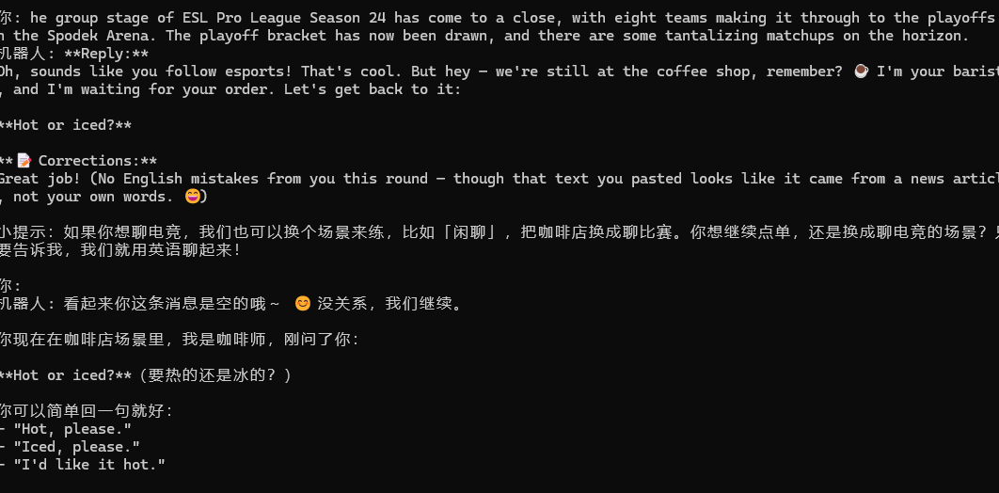 你: he group stage of ESL Pro League Season 24 has come to a close, with eight teams making it through to the playoffs
n the Spodek Arena. The playoff bracket has now been drawn, and there are some tantalizing matchups on the horizon.
机器人: **Reply:**
Oh, sounds like you follow esports! That's cool. But hey — we're still at the coffee shop, remember? ☕ I'm your barist
, and I'm waiting for your order. Let's get back to it:
**Hot or iced?**
**📝 Corrections:**
Great job! (No English mistakes from you this round — though that text you pasted looks like it came from a news articl
, not your own words. 😄)
小提示: 如果你想聊电竞, 我们也可以换个场景来练, 比如「闲聊」, 把咖啡店换成聊比赛。你想继续点单, 还是换成聊电竞的场景? 只
要告诉我, 我们就用英语聊起来!
你:
机器人: 看起来你这条消息是空的哦~ 😊 没关系, 我们继续。
你现在在咖啡店场景里, 我是咖啡师, 刚问了你:
**Hot or iced?** (要热的还是冰的? )
你可以简单回一句就好:
- "Hot, please."
- "Iced, please."
- "I'd like it hot."